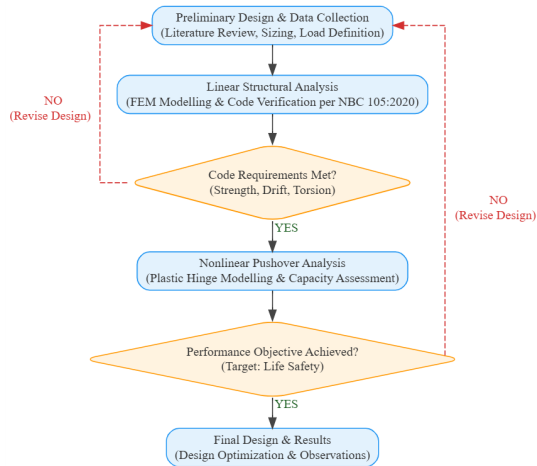 Preliminary Design & Data Collection
(Literature Review, Sizing, Load Definition)
Linear Structural Analysis
(FEM Modelling & Code Verification per NBC 105:2020)
NO
(Revise Design)
Code Requirements Met?
(Strength, Drift, Torsion)
NO
(Revise Design)
YES
Nonlinear Pushover Analysis
(Plastic Hinge Modelling & Capacity Assessment)
Performance Objective Achieved?
(Target: Life Safety)
YES
Final Design & Results
(Design Optimization & Observations)